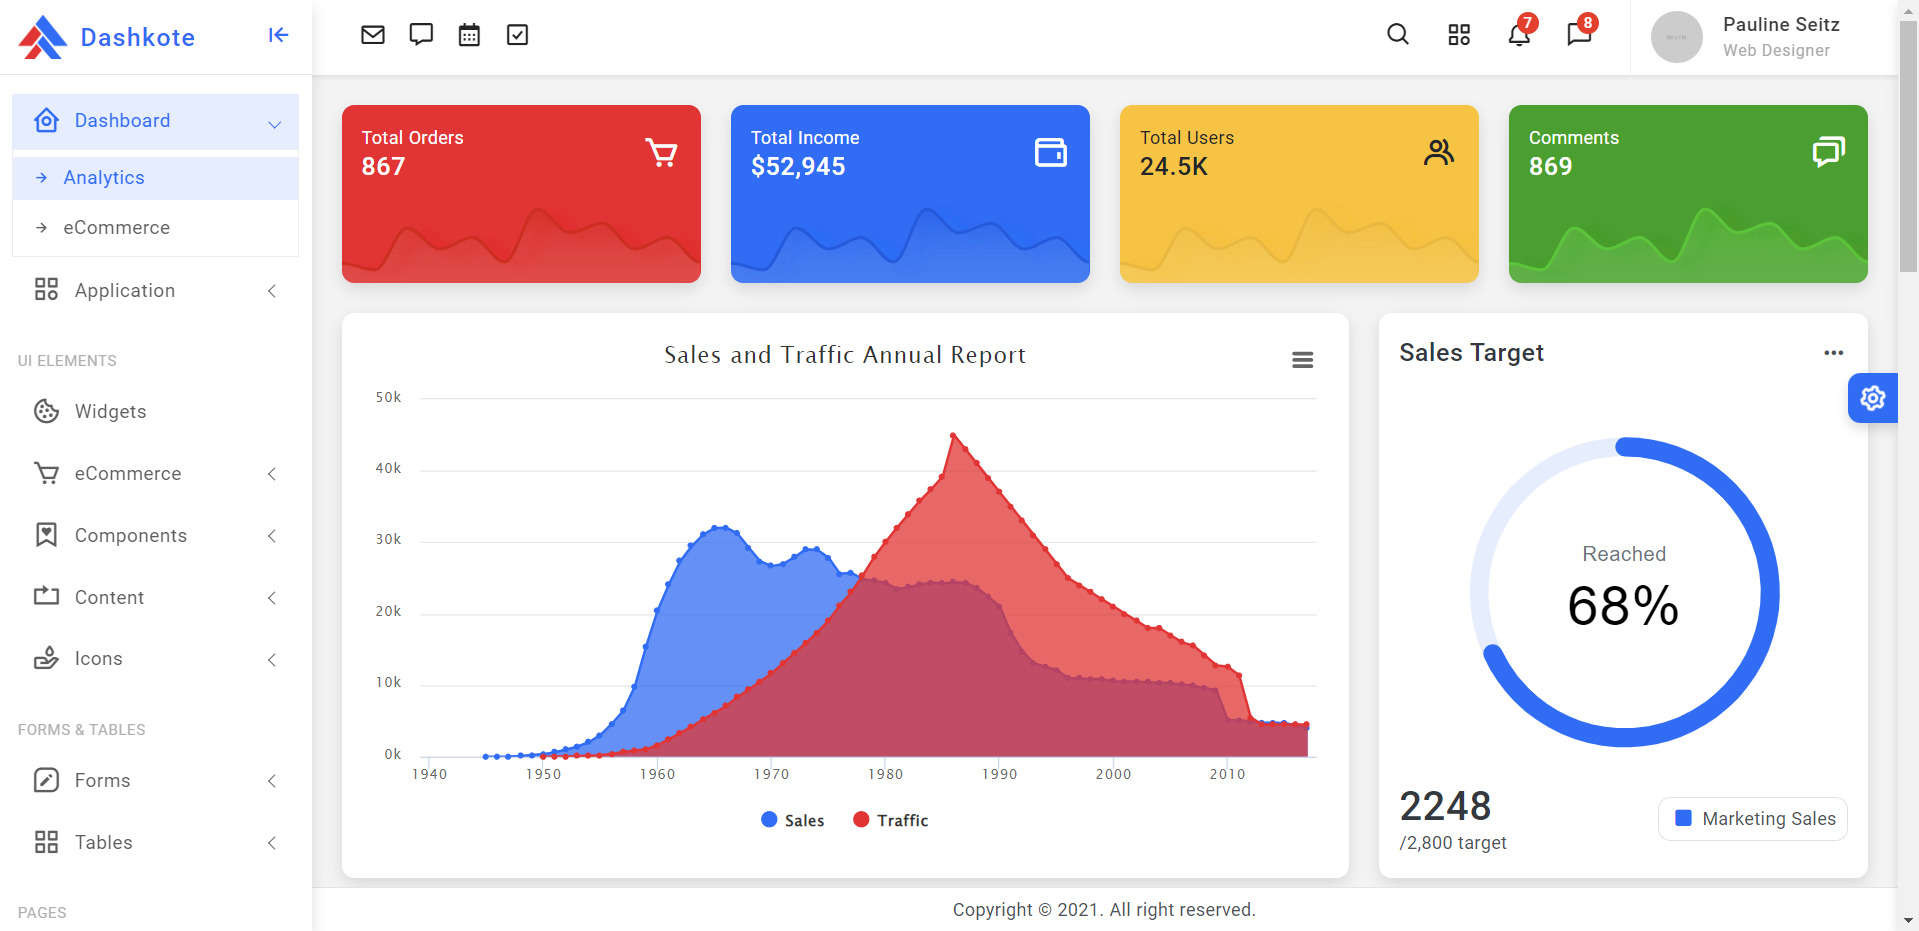 Dashkote
7
8
Pauline Seitz
Web Designer
Dashboard
Analytics
eCommerce
Application
UI ELEMENTS
Widgets
eCommerce
Components
Content
Icons
FORMS & TABLES
Forms
Tables
PAGES
Total Orders
867
Total Income
$52,945
Total Users
24.5K
Comments
869
Sales and Traffic Annual Report
50k
40k
30k
20k
10k
0k
1940 1950 1960 1970 1980 1990 2000 2010
Sales Traffic
Sales Target
Reached
68%
2248
/2,800 target
Marketing Sales
Copyright © 2021. All right reserved.